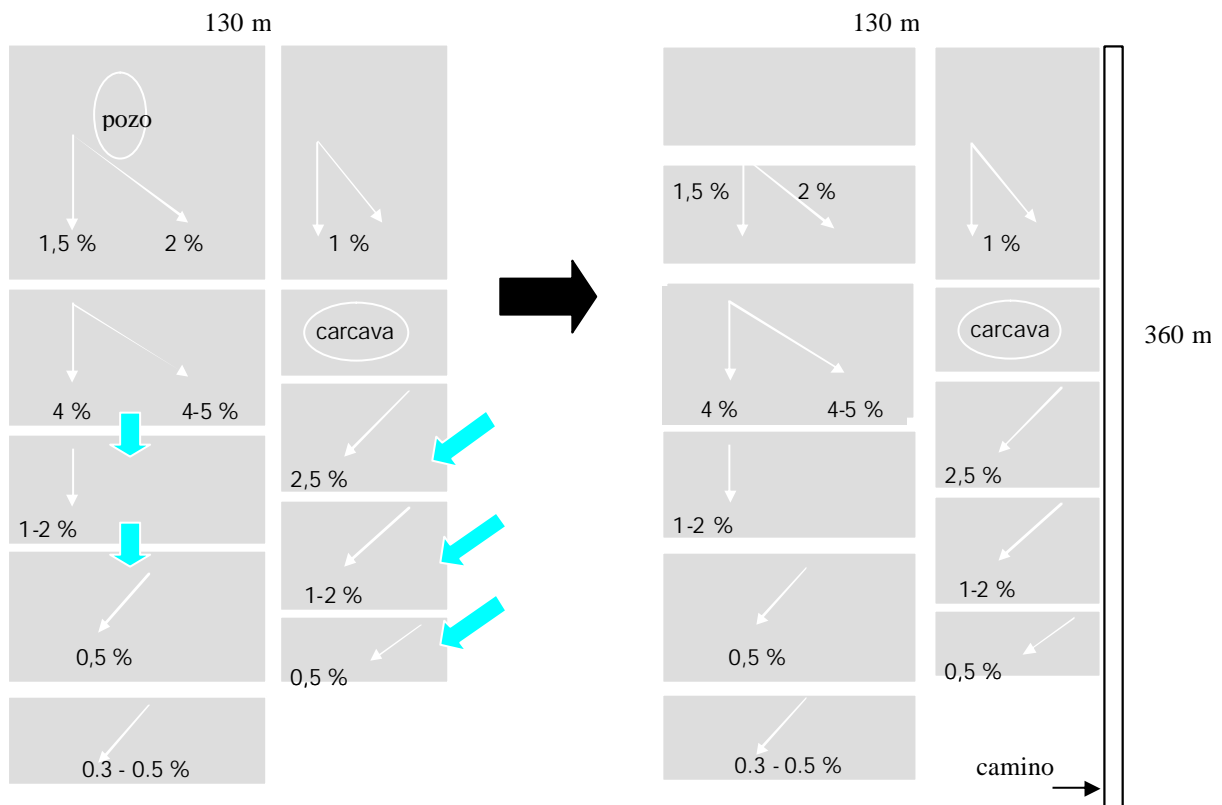 130 m
pozo
1,5 %
2 %
1 %
4 %
4-5 %
carcava
2,5 %
1-2 %
1-2 %
0,5 %
0,5 %
0.3 - 0.5 %
130 m
1,5 %
2 %
1 %
carcava
360 m
4 %
4-5 %
2,5 %
1-2 %
1-2 %
0,5 %
0,5 %
0.3 - 0.5 %
camino